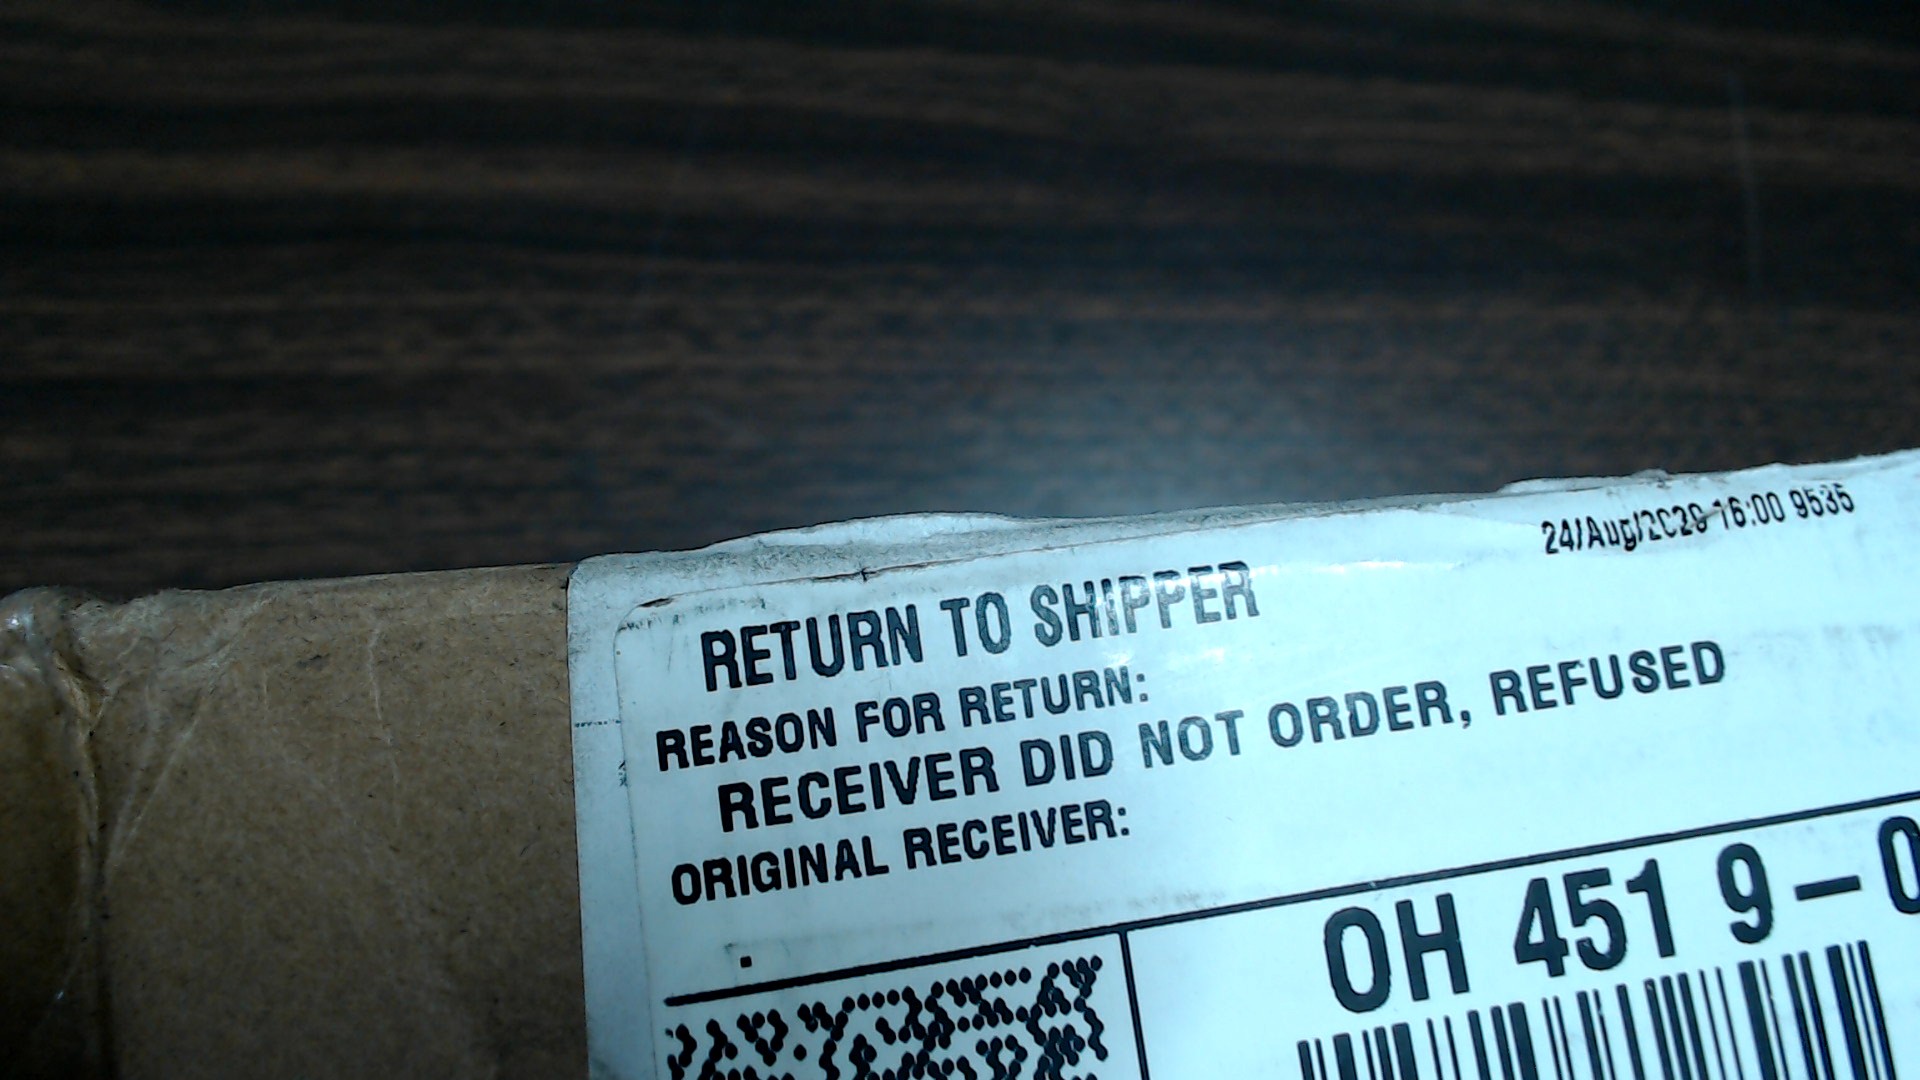 24/Aug/2020 16:00 9535
RETURN TO SHIPPER
REASON FOR RETURN:
RECEIVER DID NOT ORDER, REFUSED
ORIGINAL RECEIVER:
OH 451 9-0